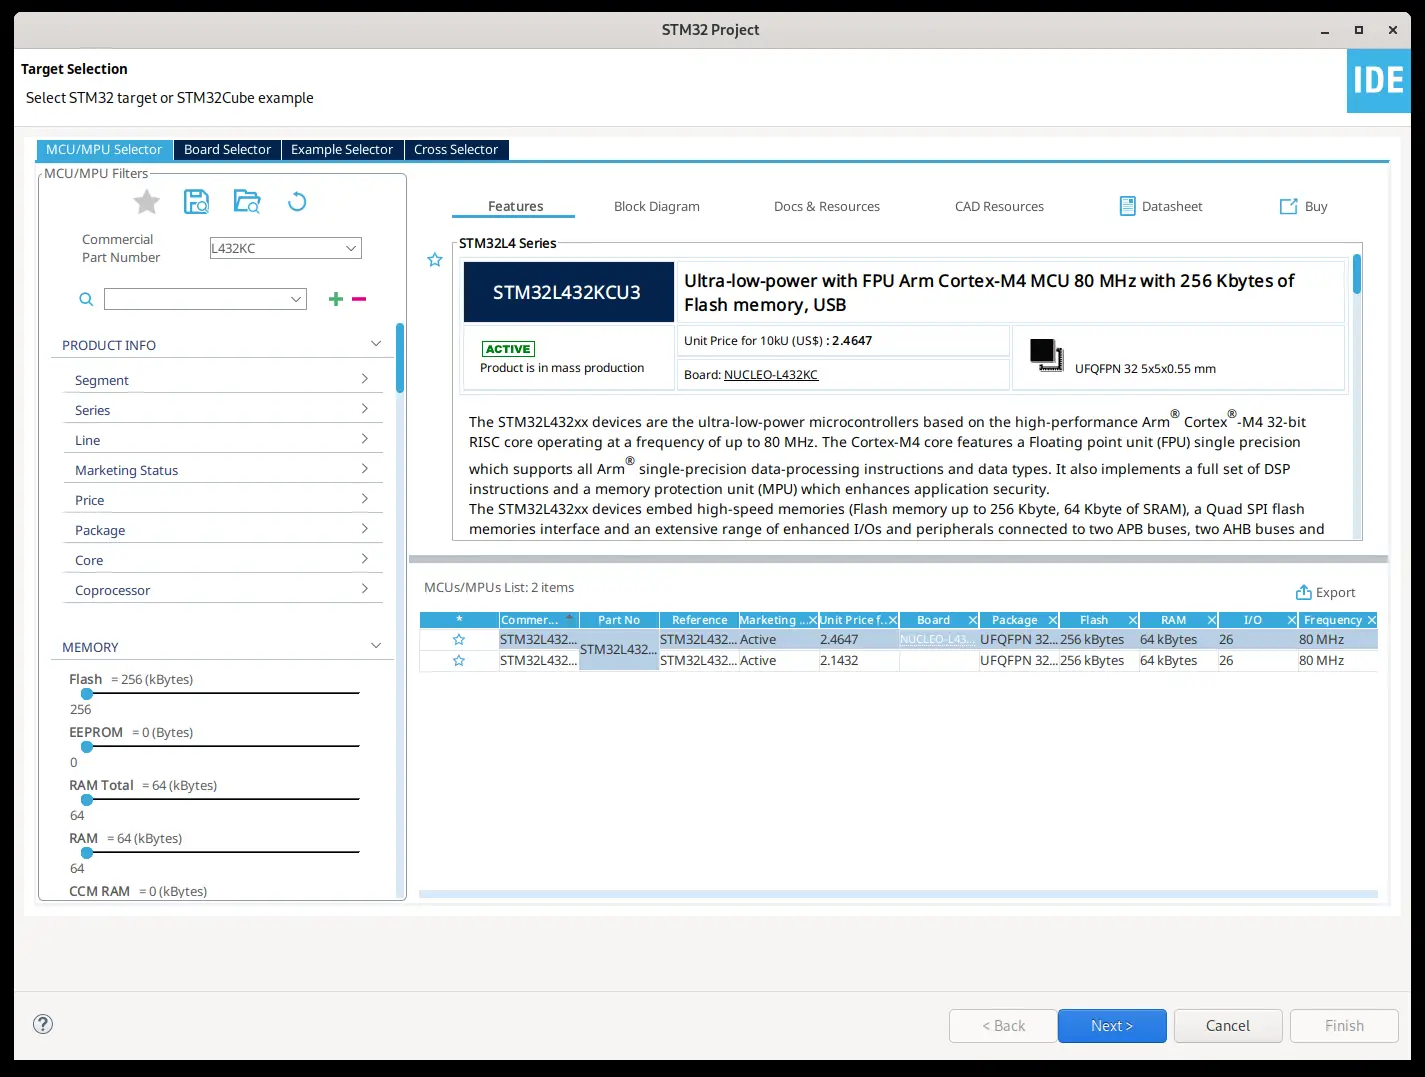 STM32 Project
Target Selection
Select STM32 target or STM32Cube example
IDE
MCU/MPU Selector Board Selector Example Selector Cross Selector
MCU/MPU Filters
Commercial
Part Number
L432KC
PRODUCT INFO
Segment
Series
Line
Marketing Status
Price
Package
Core
Coprocessor
MEMORY
Flash = 256 (kBytes)
256
EEPROM = 0 (Bytes)
0
RAM Total = 64 (kBytes)
64
RAM = 64 (kBytes)
64
CCM RAM = 0 (kBytes)
Features Block Diagram Docs & Resources CAD Resources Datasheet Buy
STM32L4 Series
STM32L432KCU3
Ultra-low-power with FPU Arm Cortex-M4 MCU 80 MHz with 256 Kbytes of
Flash memory, USB
ACTIVE
Product is in mass production
Unit Price for 10kU (US$) : 2.4647
Board: NUCLEO-L432KC
UFQFPN 32 5x5x0.55 mm
The STM32L432xx devices are the ultra-low-power microcontrollers based on the high-performance Arm® Cortex®-M4 32-bit
RISC core operating at a frequency of up to 80 MHz. The Cortex-M4 core features a Floating point unit (FPU) single precision
which supports all Arm® single-precision data-processing instructions and data types. It also implements a full set of DSP
instructions and a memory protection unit (MPU) which enhances application security.
The STM32L432xx devices embed high-speed memories (Flash memory up to 256 Kbyte, 64 Kbyte of SRAM), a Quad SPI flash
memories interface and an extensive range of enhanced I/Os and peripherals connected to two APB buses, two AHB buses and
MCUs/MPUs List: 2 items
Export
* Commer... Part No Reference Marketing ... Unit Price f... Board Package Flash RAM I/O Frequency
STM32L432... STM32L432... STM32L432... Active 2.4647 NUCLEO-L43... UFQFPN 32... 256 kBytes 64 kBytes 26 80 MHz
STM32L432... STM32L432... Active 2.1432 UFQFPN 32... 256 kBytes 64 kBytes 26 80 MHz
?
< Back Next > Cancel Finish